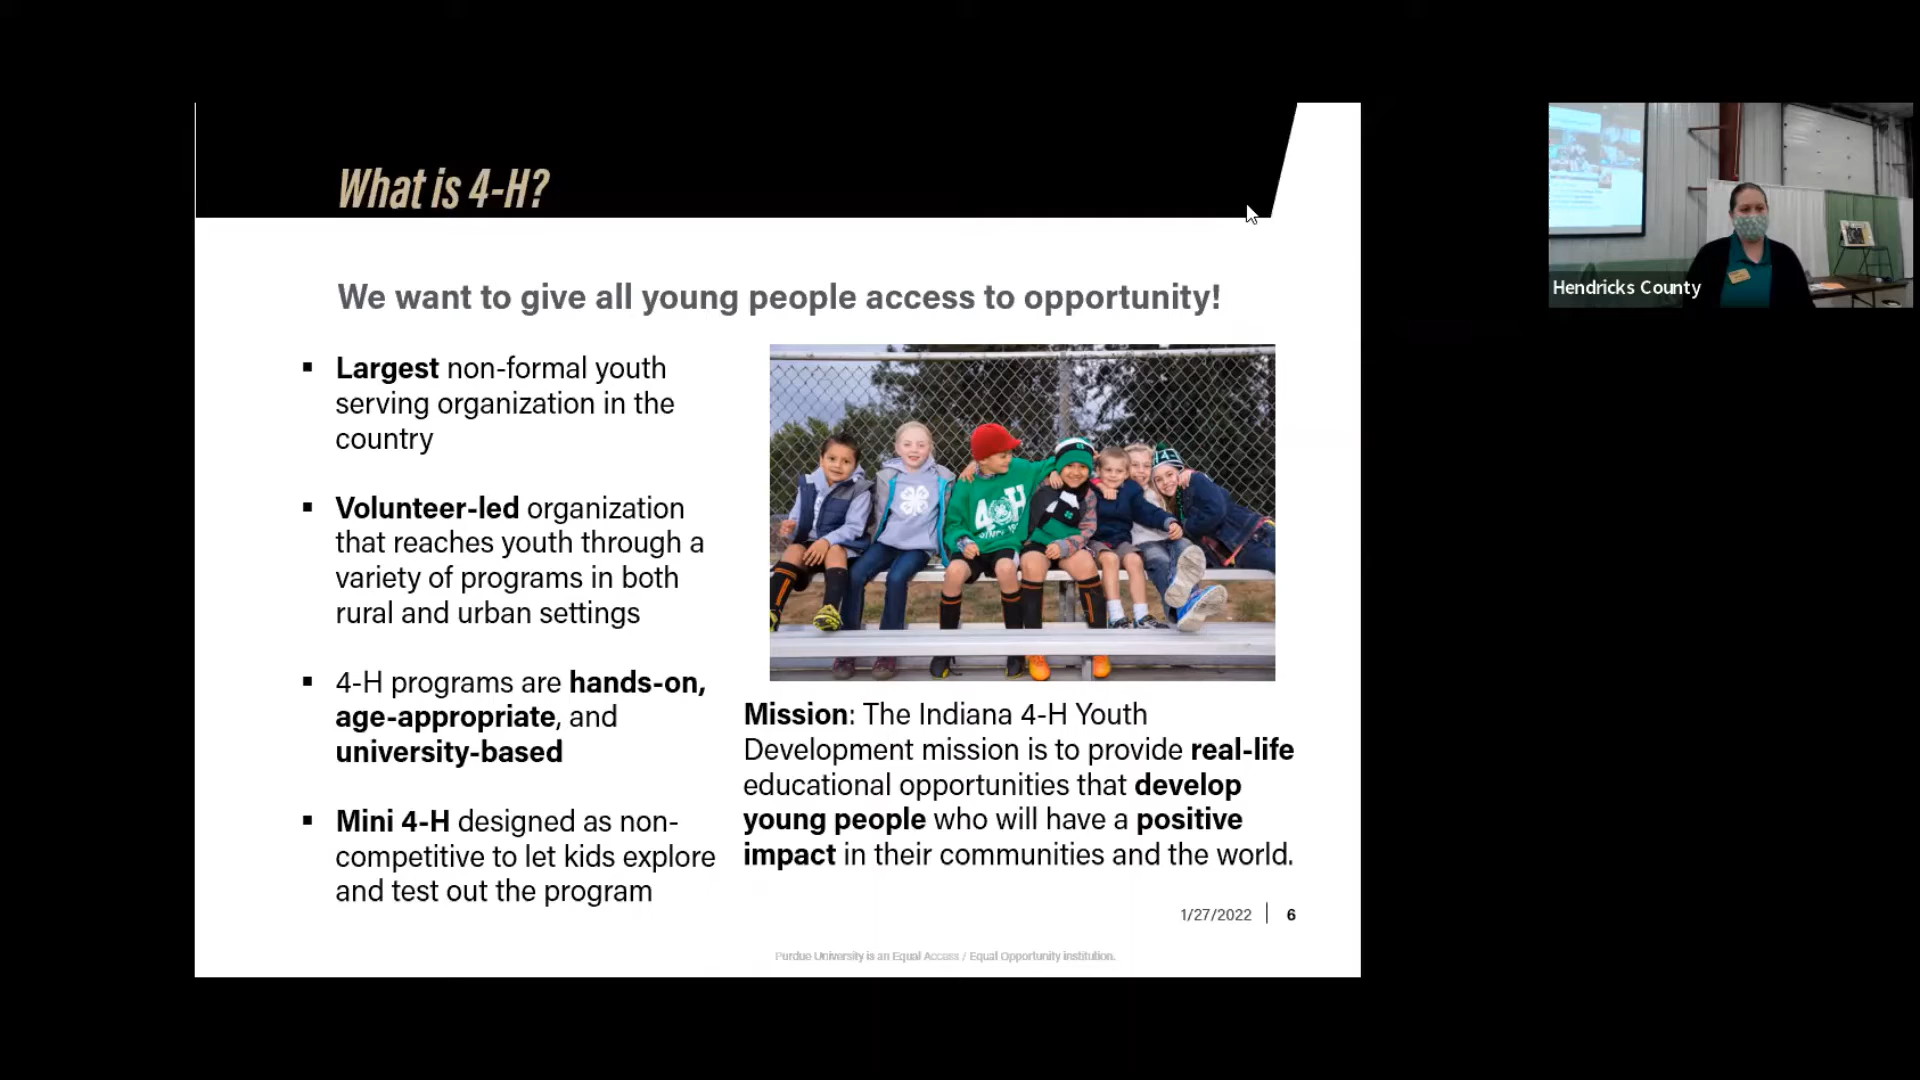 What is 4-H?
We want to give all young people access to opportunity!
▪ Largest non-formal youth
serving organization in the
country
▪ Volunteer-led organization
that reaches youth through a
variety of programs in both
rural and urban settings
▪ 4-H programs are hands-on,
age-appropriate, and
university-based
▪ Mini 4-H designed as non-
competitive to let kids explore
and test out the program
4 H
Mission: The Indiana 4-H Youth
Development mission is to provide real-life
educational opportunities that develop
young people who will have a positive
impact in their communities and the world.
1/27/2022 | 6
Purdue University is an Equal Access / Equal Opportunity institution.
Hendricks County